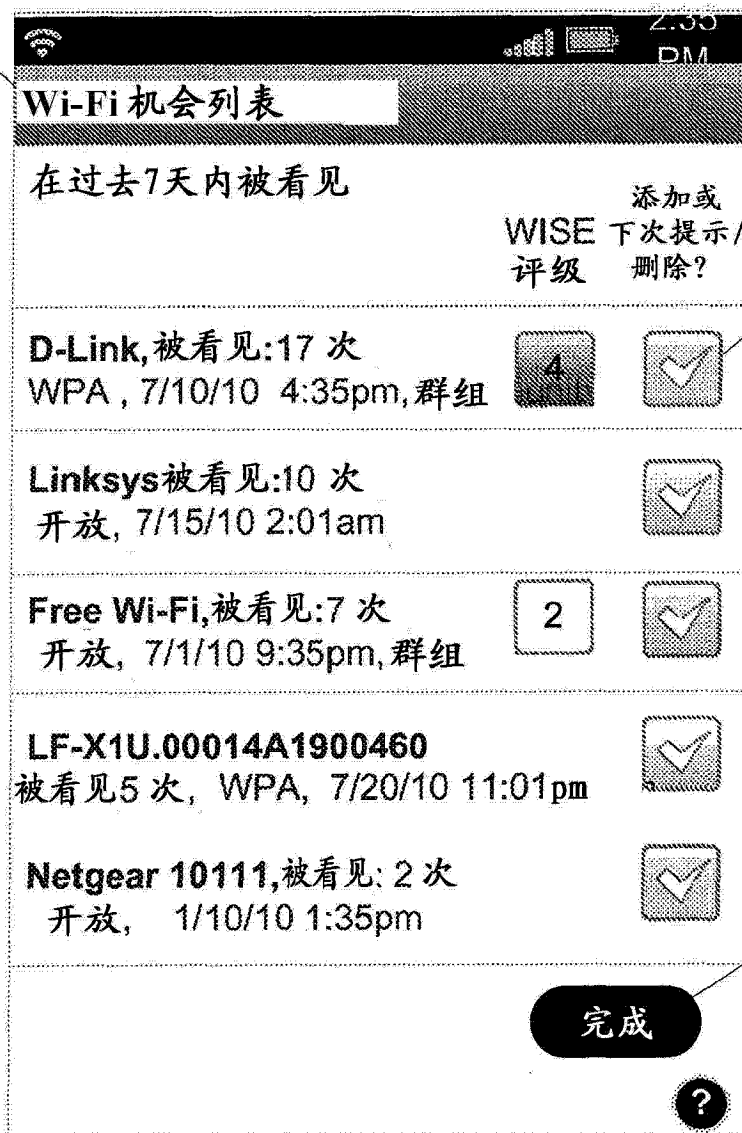 2:35
PM
Wi-Fi 机会列表
在过去7天内被看见
WISE
评级
添加或
下次提示/
删除?
D-Link,被看见:17 次
WPA , 7/10/10 4:35pm,群组
4
Linksys被看见:10 次
开放, 7/15/10 2:01am
Free Wi-Fi,被看见:7 次
开放, 7/1/10 9:35pm,群组
2
LF-X1U.00014A1900460
被看见5 次, WPA, 7/20/10 11:01pm
Netgear 10111,被看见: 2 次
开放, 1/10/10 1:35pm
完成
?